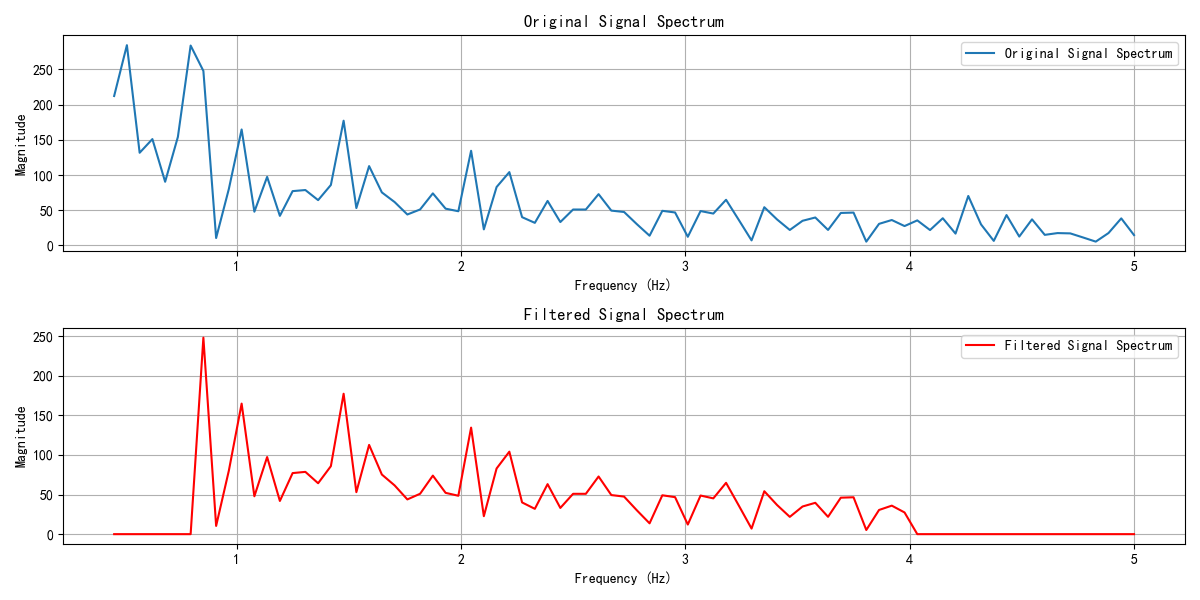 Original Signal Spectrum
Original Signal Spectrum
Magnitude
250
200
150
100
50
0
1 2 3 4 5
Frequency (Hz)
Filtered Signal Spectrum
Filtered Signal Spectrum
Magnitude
250
200
150
100
50
0
1 2 3 4 5
Frequency (Hz)